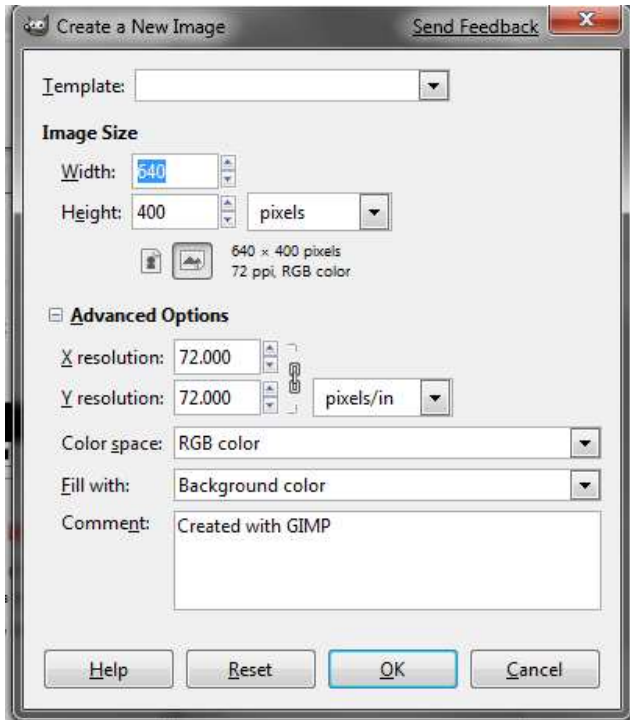 Create a New Image Send Feedback
Template:
Image Size
Width: 640
Height: 400 pixels
640 × 400 pixels
72 ppi, RGB color
Advanced Options
X resolution: 72.000
Y resolution: 72.000 pixels/in
Color space: RGB color
Fill with: Background color
Comment: Created with GIMP
Help Reset OK Cancel